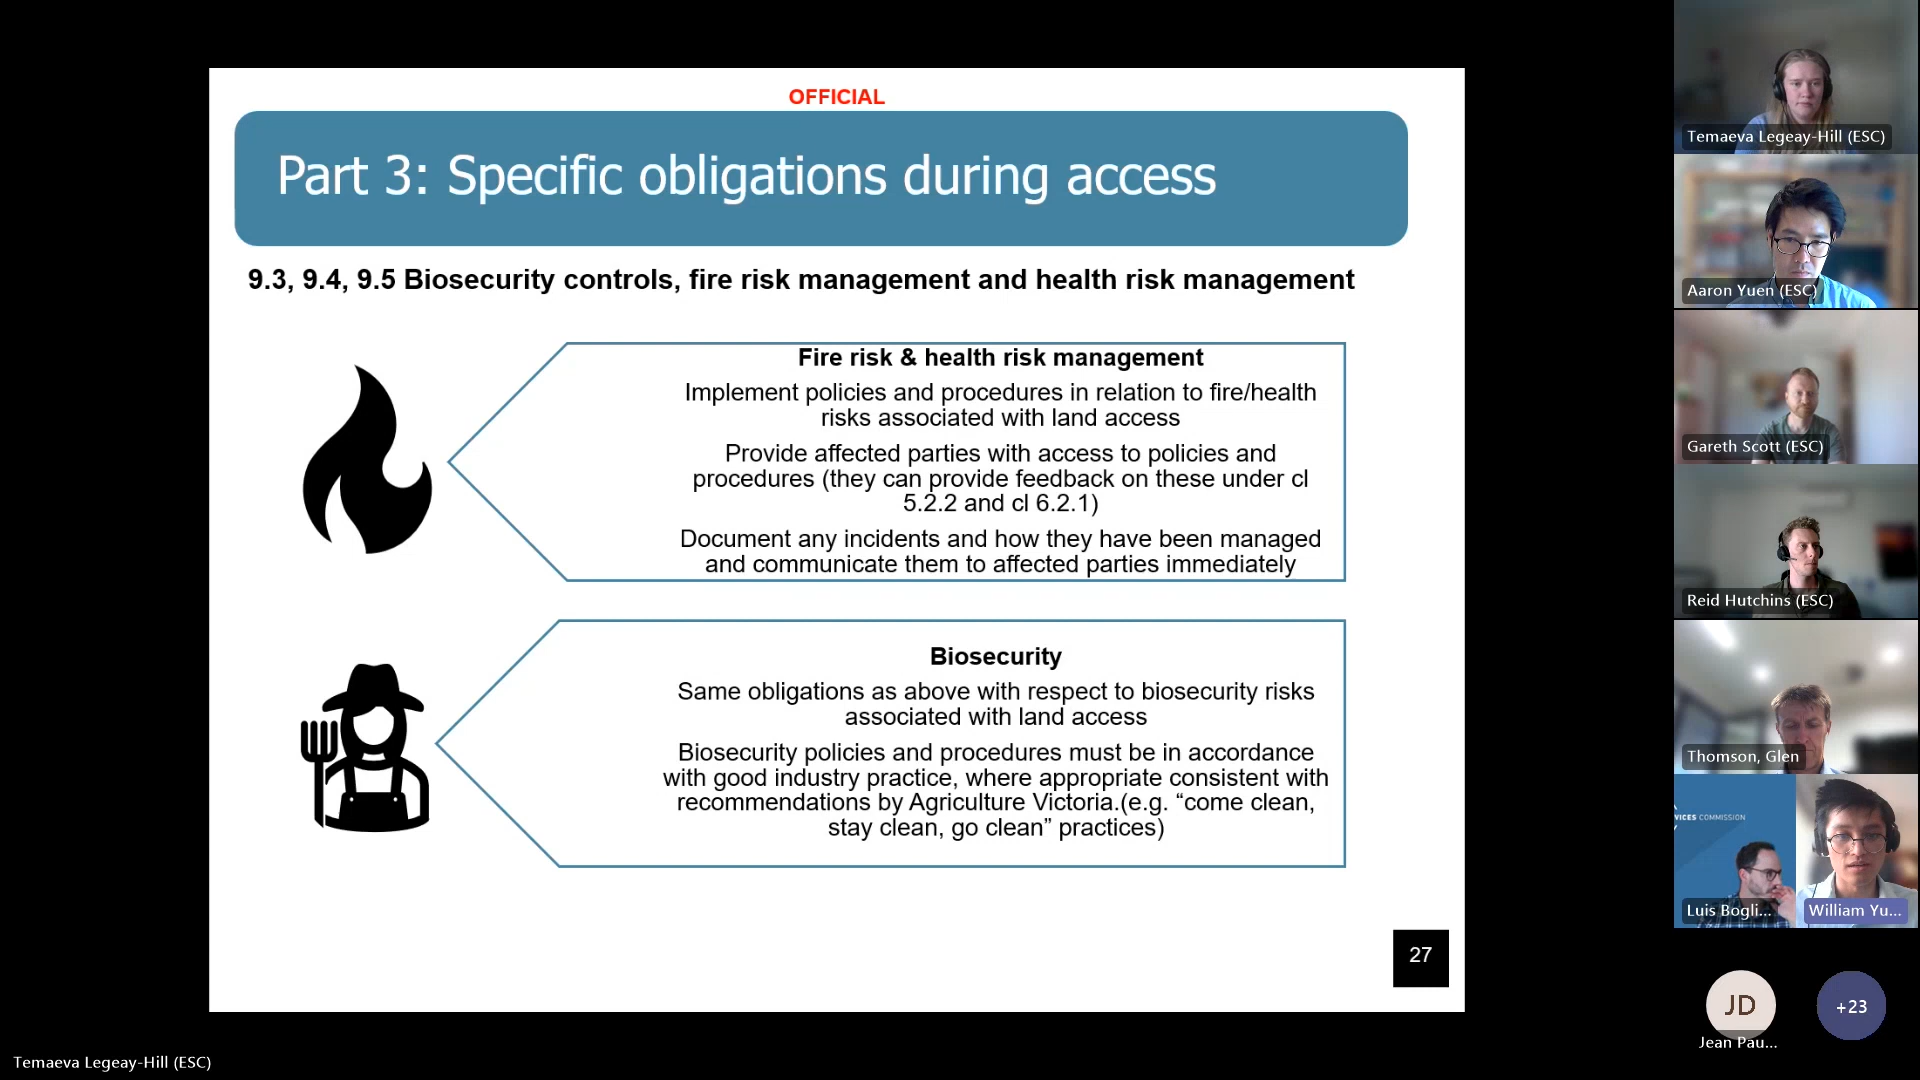 OFFICIAL
Part 3: Specific obligations during access
9.3, 9.4, 9.5 Biosecurity controls, fire risk management and health risk management
Fire risk & health risk management
Implement policies and procedures in relation to fire/health
risks associated with land access
Provide affected parties with access to policies and
procedures (they can provide feedback on these under cl
5.2.2 and cl 6.2.1)
Document any incidents and how they have been managed
and communicate them to affected parties immediately
Biosecurity
Same obligations as above with respect to biosecurity risks
associated with land access
Biosecurity policies and procedures must be in accordance
with good industry practice, where appropriate consistent with
recommendations by Agriculture Victoria.(e.g. “come clean,
stay clean, go clean” practices)
27
Temaeva Legeay-Hill (ESC)
Temaeva Legeay-Hill (ESC)
Aaron Yuen (ESC)
Gareth Scott (ESC)
Reid Hutchins (ESC)
Thomson, Glen
VICES COMMISSION
Luis Bogli...
William Yu...
JD
+23
Jean Pau...